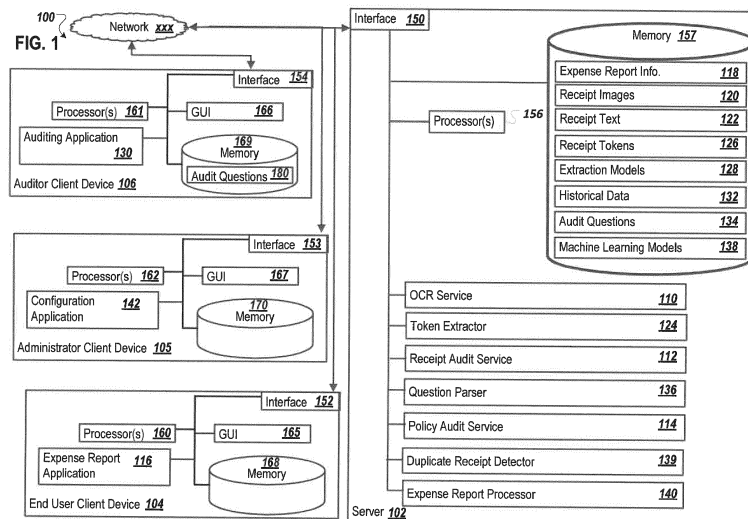 100
FIG. 1
Network xxx
Interface 154
Processor(s) 161
GUI 166
Auditing Application
130
169
Memory
Audit Questions 180
Auditor Client Device 106
Interface 153
Processor(s) 162
GUI 167
Configuration
Application 142
170
Memory
Administrator Client Device 105
Interface 152
Processor(s) 160
GUI 165
Expense Report
Application 116
168
Memory
End User Client Device 104
Interface 150
Memory 157
Expense Report Info. 118
Receipt Images 120
Receipt Text 122
Receipt Tokens 126
Extraction Models 128
Historical Data 132
Audit Questions 134
Machine Learning Models 138
Processor(s) 156
OCR Service 110
Token Extractor 124
Receipt Audit Service 112
Question Parser 136
Policy Audit Service 114
Duplicate Receipt Detector 139
Expense Report Processor 140
Server 102